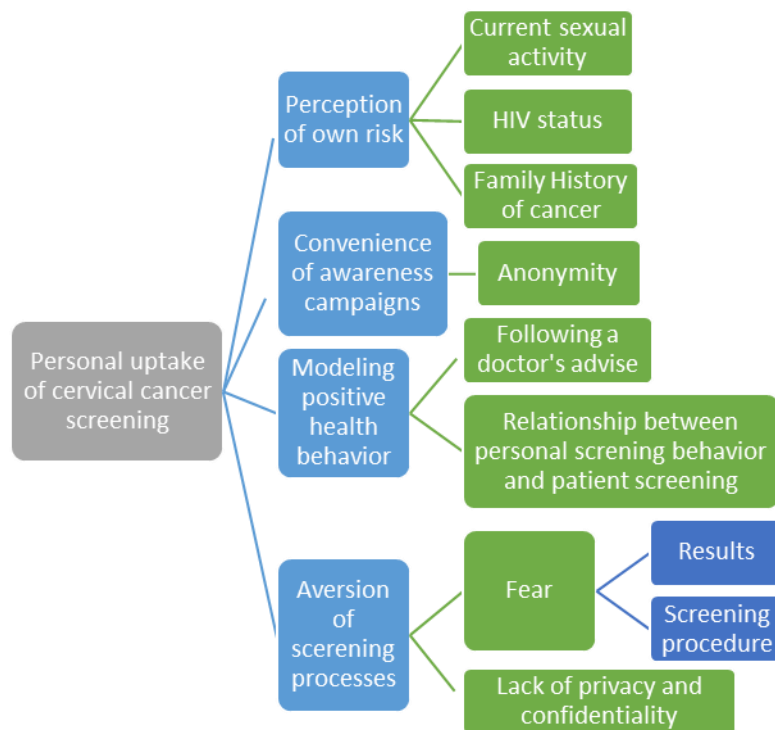 Personal uptake
of cervical cancer
screening
Perception
of own risk
Current sexual
activity
HIV status
Family History
of cancer
Convenience
of awareness
campaigns
Anonymity
Modeling
positive
health
behavior
Following a
doctor's advise
Relationship between
personal screning behavior
and patient screening
Aversion
of
scerening
processes
Fear
Results
Screening
procedure
Lack of privacy and
confidentiality